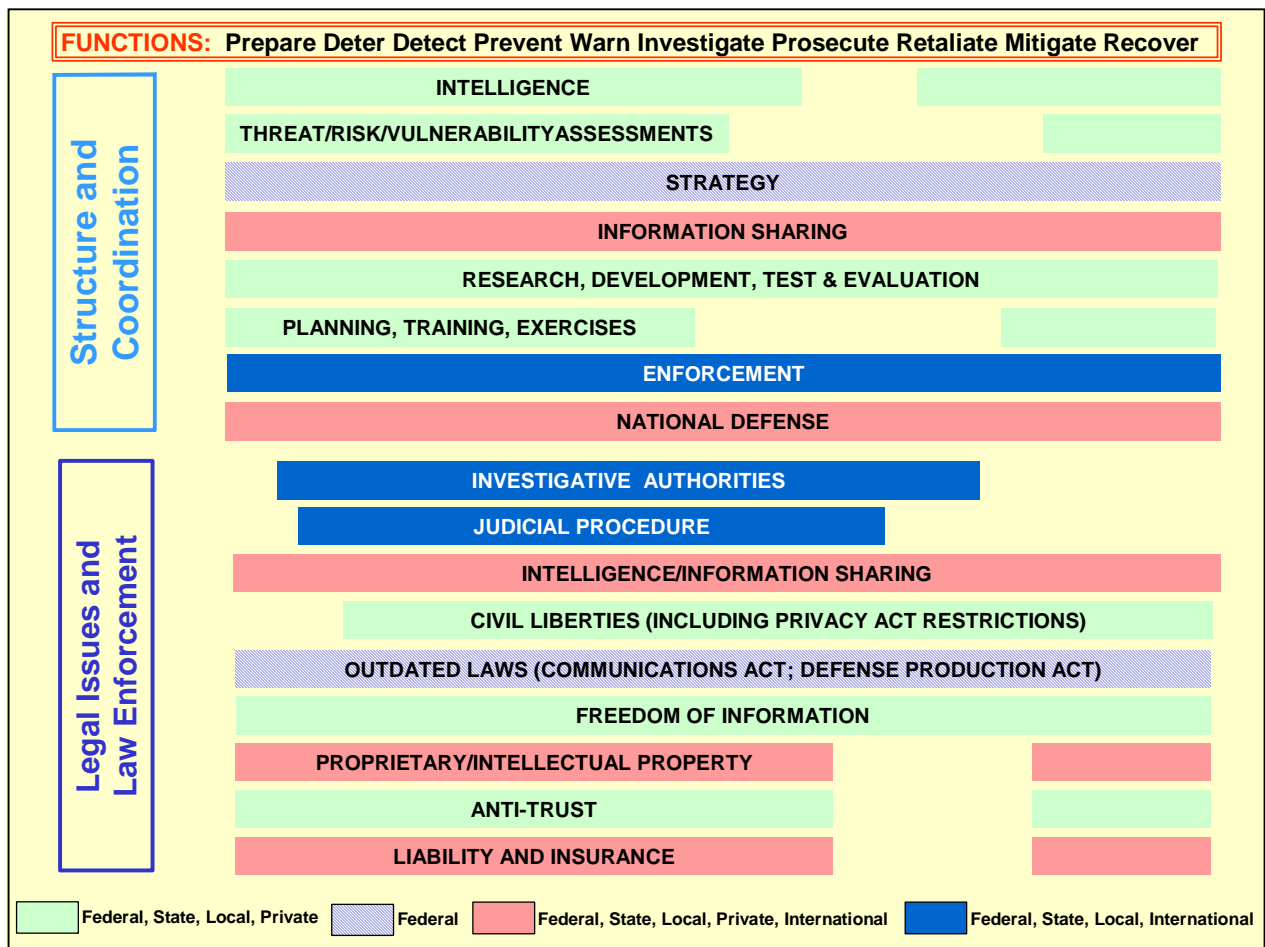 FUNCTIONS: Prepare Deter Detect Prevent Warn Investigate Prosecute Retaliate Mitigate Recover
Structure and
Coordination
INTELLIGENCE
THREAT/RISK/VULNERABILITYASSESSMENTS
STRATEGY
INFORMATION SHARING
RESEARCH, DEVELOPMENT, TEST & EVALUATION
PLANNING, TRAINING, EXERCISES
ENFORCEMENT
NATIONAL DEFENSE
Legal Issues and
Law Enforcement
INVESTIGATIVE AUTHORITIES
JUDICIAL PROCEDURE
INTELLIGENCE/INFORMATION SHARING
CIVIL LIBERTIES (INCLUDING PRIVACY ACT RESTRICTIONS)
OUTDATED LAWS (COMMUNICATIONS ACT; DEFENSE PRODUCTION ACT)
FREEDOM OF INFORMATION
PROPRIETARY/INTELLECTUAL PROPERTY
ANTI-TRUST
LIABILITY AND INSURANCE
Federal, State, Local, Private
Federal
Federal, State, Local, Private, International
Federal, State, Local, International